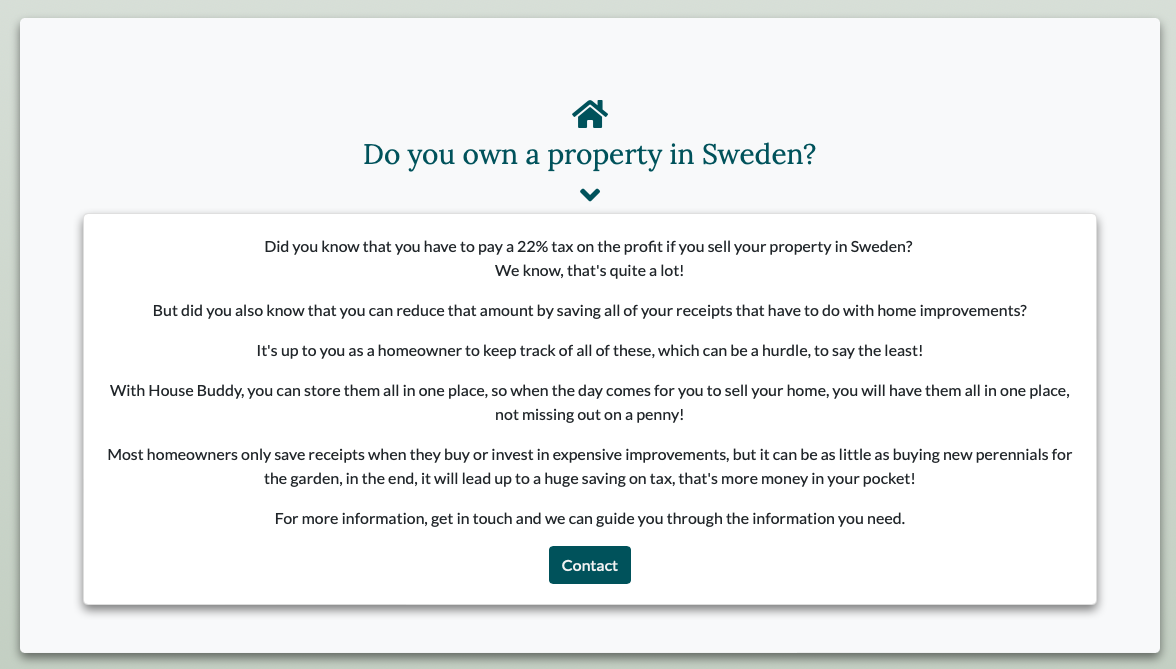 Do you own a property in Sweden?
Did you know that you have to pay a 22% tax on the profit if you sell your property in Sweden?
We know, that's quite a lot!
But did you also know that you can reduce that amount by saving all of your receipts that have to do with home improvements?
It's up to you as a homeowner to keep track of all of these, which can be a hurdle, to say the least!
With House Buddy, you can store them all in one place, so when the day comes for you to sell your home, you will have them all in one place,
not missing out on a penny!
Most homeowners only save receipts when they buy or invest in expensive improvements, but it can be as little as buying new perennials for
the garden, in the end, it will lead up to a huge saving on tax, that's more money in your pocket!
For more information, get in touch and we can guide you through the information you need.
Contact